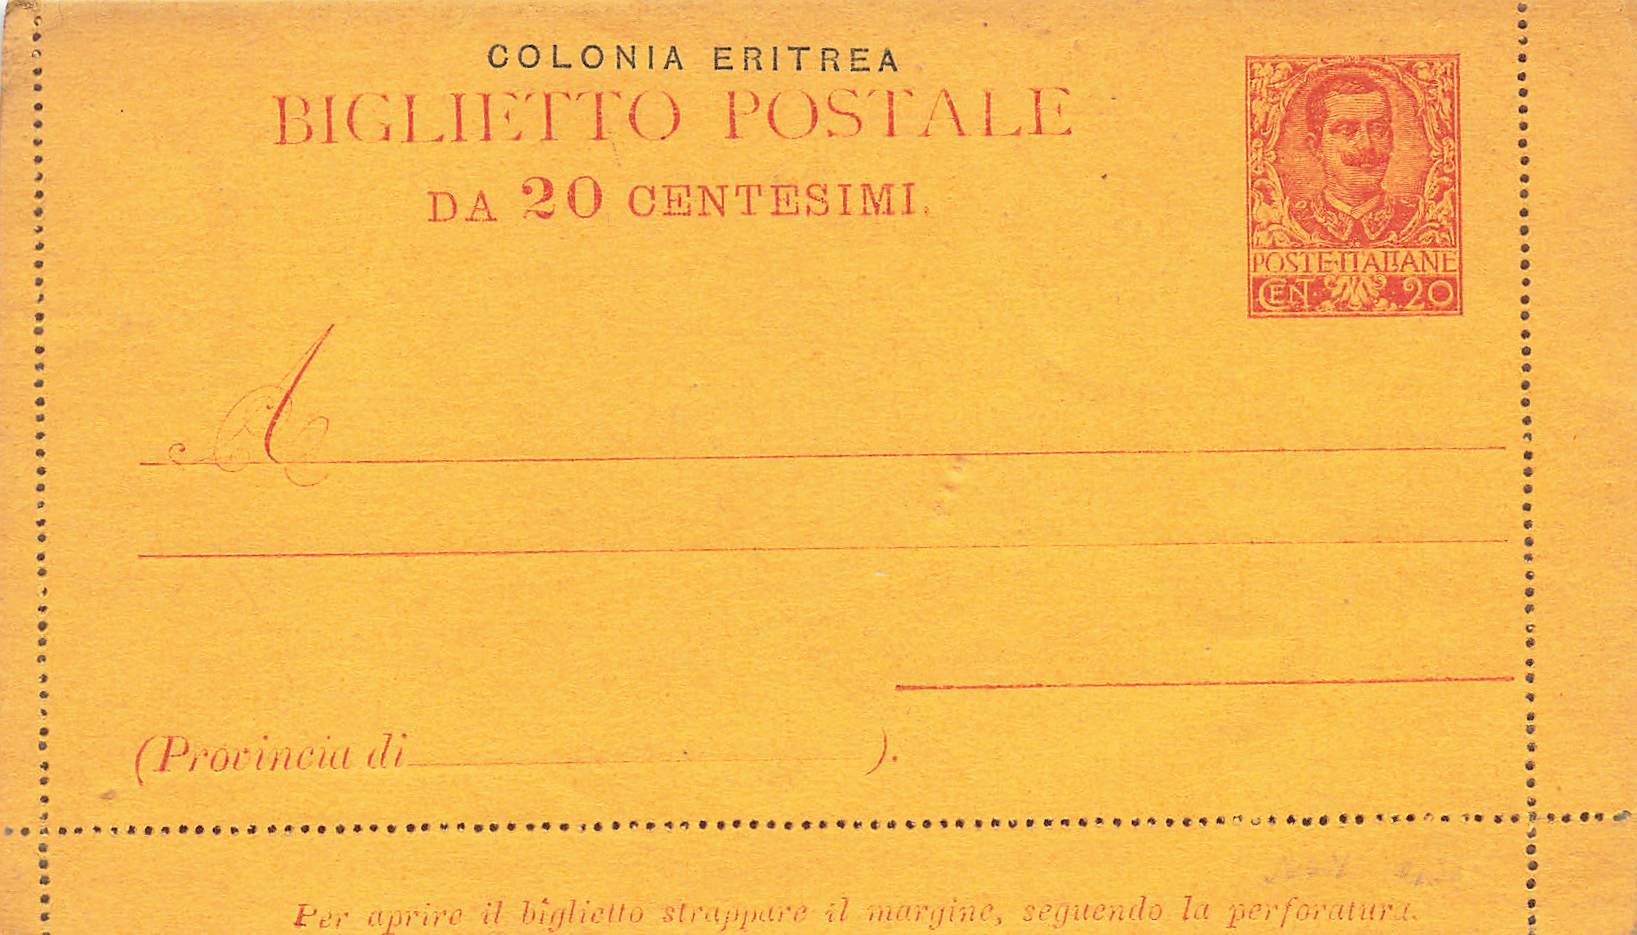 COLONIA ERITREA
BIGLIETTO POSTALE
DA 20 CENTESIMI.
POSTE·ITALIANE
CEN. 20
A
(Provincia di ).
Per aprire il biglietto strappare il margine, seguendo la perforatura.